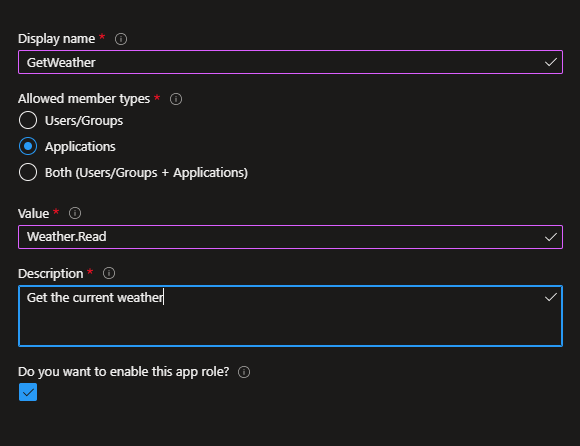 Display name *
GetWeather
Allowed member types *
Users/Groups
Applications
Both (Users/Groups + Applications)
Value *
Weather.Read
Description *
Get the current weather
Do you want to enable this app role?